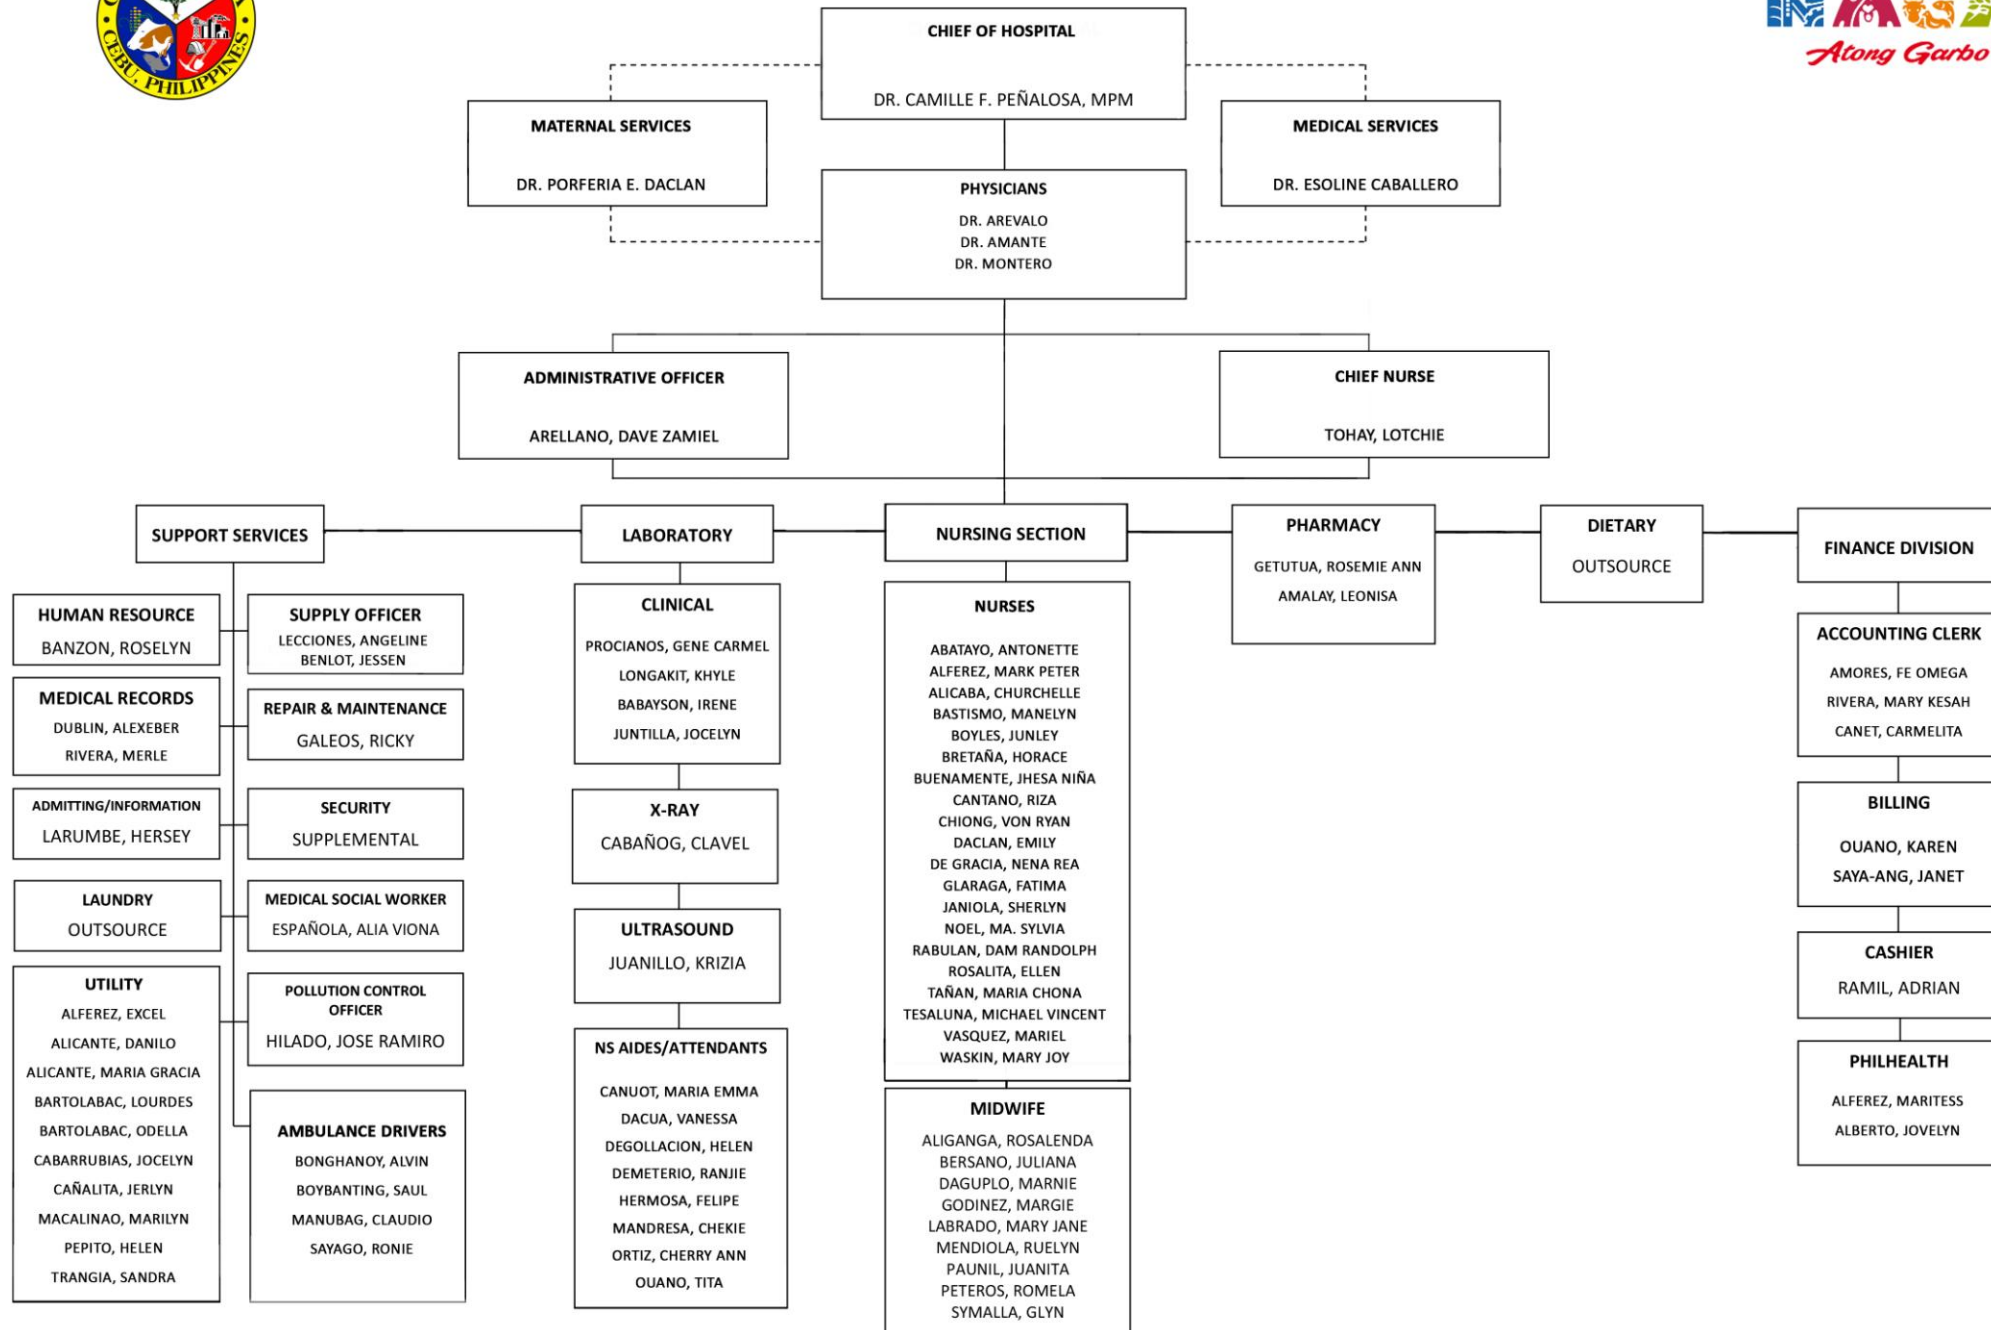 CEBU, PHILIPPINES
Atong Garbo
CHIEF OF HOSPITAL
DR. CAMILLE F. PEÑALOSA, MPM
MATERNAL SERVICES
DR. PORFERIA E. DACLAN
MEDICAL SERVICES
DR. ESOLINE CABALLERO
PHYSICIANS
DR. AREVALO
DR. AMANTE
DR. MONTERO
ADMINISTRATIVE OFFICER
ARELLANO, DAVE ZAMIEL
CHIEF NURSE
TOHAY, LOTCHIE
SUPPORT SERVICES
HUMAN RESOURCE
BANZON, ROSELYN
SUPPLY OFFICER
LECCIONES, ANGELINE
BENLOT, JESSEN
MEDICAL RECORDS
DUBLIN, ALEXEBER
RIVERA, MERLE
REPAIR & MAINTENANCE
GALEOS, RICKY
ADMITTING/INFORMATION
LARUMBE, HERSEY
SECURITY
SUPPLEMENTAL
LAUNDRY
OUTSOURCE
MEDICAL SOCIAL WORKER
ESPAÑOLA, ALIA VIONA
UTILITY
ALFEREZ, EXCEL
ALICANTE, DANILO
ALICANTE, MARIA GRACIA
BARTOLABAC, LOURDES
BARTOLABAC, ODELLA
CABARRUBIAS, JOCELYN
CAÑALITA, JERLYN
MACALINAO, MARILYN
PEPITO, HELEN
TRANGIA, SANDRA
POLLUTION CONTROL
OFFICER
HILADO, JOSE RAMIRO
AMBULANCE DRIVERS
BONGHANOY, ALVIN
BOYBANTING, SAUL
MANUBAG, CLAUDIO
SAYAGO, RONIE
LABORATORY
CLINICAL
PROCIANOS, GENE CARMEL
LONGAKIT, KHYLE
BABAYSON, IRENE
JUNTILLA, JOCELYN
X-RAY
CABAÑOG, CLAVEL
ULTRASOUND
JUANILLO, KRIZIA
NS AIDES/ATTENDANTS
CANUOT, MARIA EMMA
DACUA, VANESSA
DEGOLLACION, HELEN
DEMETERIO, RANJIE
HERMOSA, FELIPE
MANDRESA, CHEKIE
ORTIZ, CHERRY ANN
OUANO, TITA
NURSING SECTION
NURSES
ABATAYO, ANTONETTE
ALFEREZ, MARK PETER
ALICABA, CHURCHELLE
BASTISMO, MANELYN
BOYLES, JUNLEY
BRETAÑA, HORACE
BUENAMENTE, JHESA NIÑA
CANTANO, RIZA
CHIONG, VON RYAN
DACLAN, EMILY
DE GRACIA, NENA REA
GLARAGA, FATIMA
JANIOLA, SHERLYN
NOEL, MA. SYLVIA
RABULAN, DAM RANDOLPH
ROSALITA, ELLEN
TAÑAN, MARIA CHONA
TESALUNA, MICHAEL VINCENT
VASQUEZ, MARIEL
WASKIN, MARY JOY
MIDWIFE
ALIGANGA, ROSALENDA
BERSANO, JULIANA
DAGUPLO, MARNIE
GODINEZ, MARGIE
LABRADO, MARY JANE
MENDIOLA, RUELYN
PAUNIL, JUANITA
PETEROS, ROMELA
SYMALLA, GLYN
PHARMACY
GETUTUA, ROSEMIE ANN
AMALAY, LEONISA
DIETARY
OUTSOURCE
FINANCE DIVISION
ACCOUNTING CLERK
AMORES, FE OMEGA
RIVERA, MARY KESAH
CANET, CARMELITA
BILLING
OUANO, KAREN
SAYA-ANG, JANET
CASHIER
RAMIL, ADRIAN
PHILHEALTH
ALFEREZ, MARITESS
ALBERTO, JOVELYN